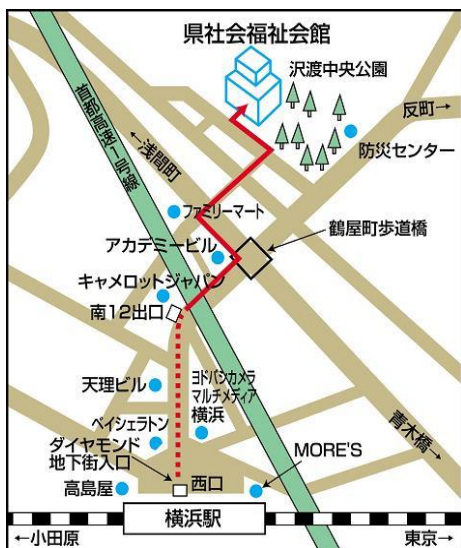 県社会福祉会館
沢渡中央公園
反町→
首都高速1号線
←浅間町
防災センター
ファミリーマート
鶴屋町歩道橋
アカデミービル
キャメロットジャパン
南12出口
天理ビル
ヨドバシカメラ
マルチメディア
横浜
ベイシェラトン
青木橋→
ダイヤモンド
地下街入口
MORE'S
高島屋
西口
横浜駅
←小田原
東京→